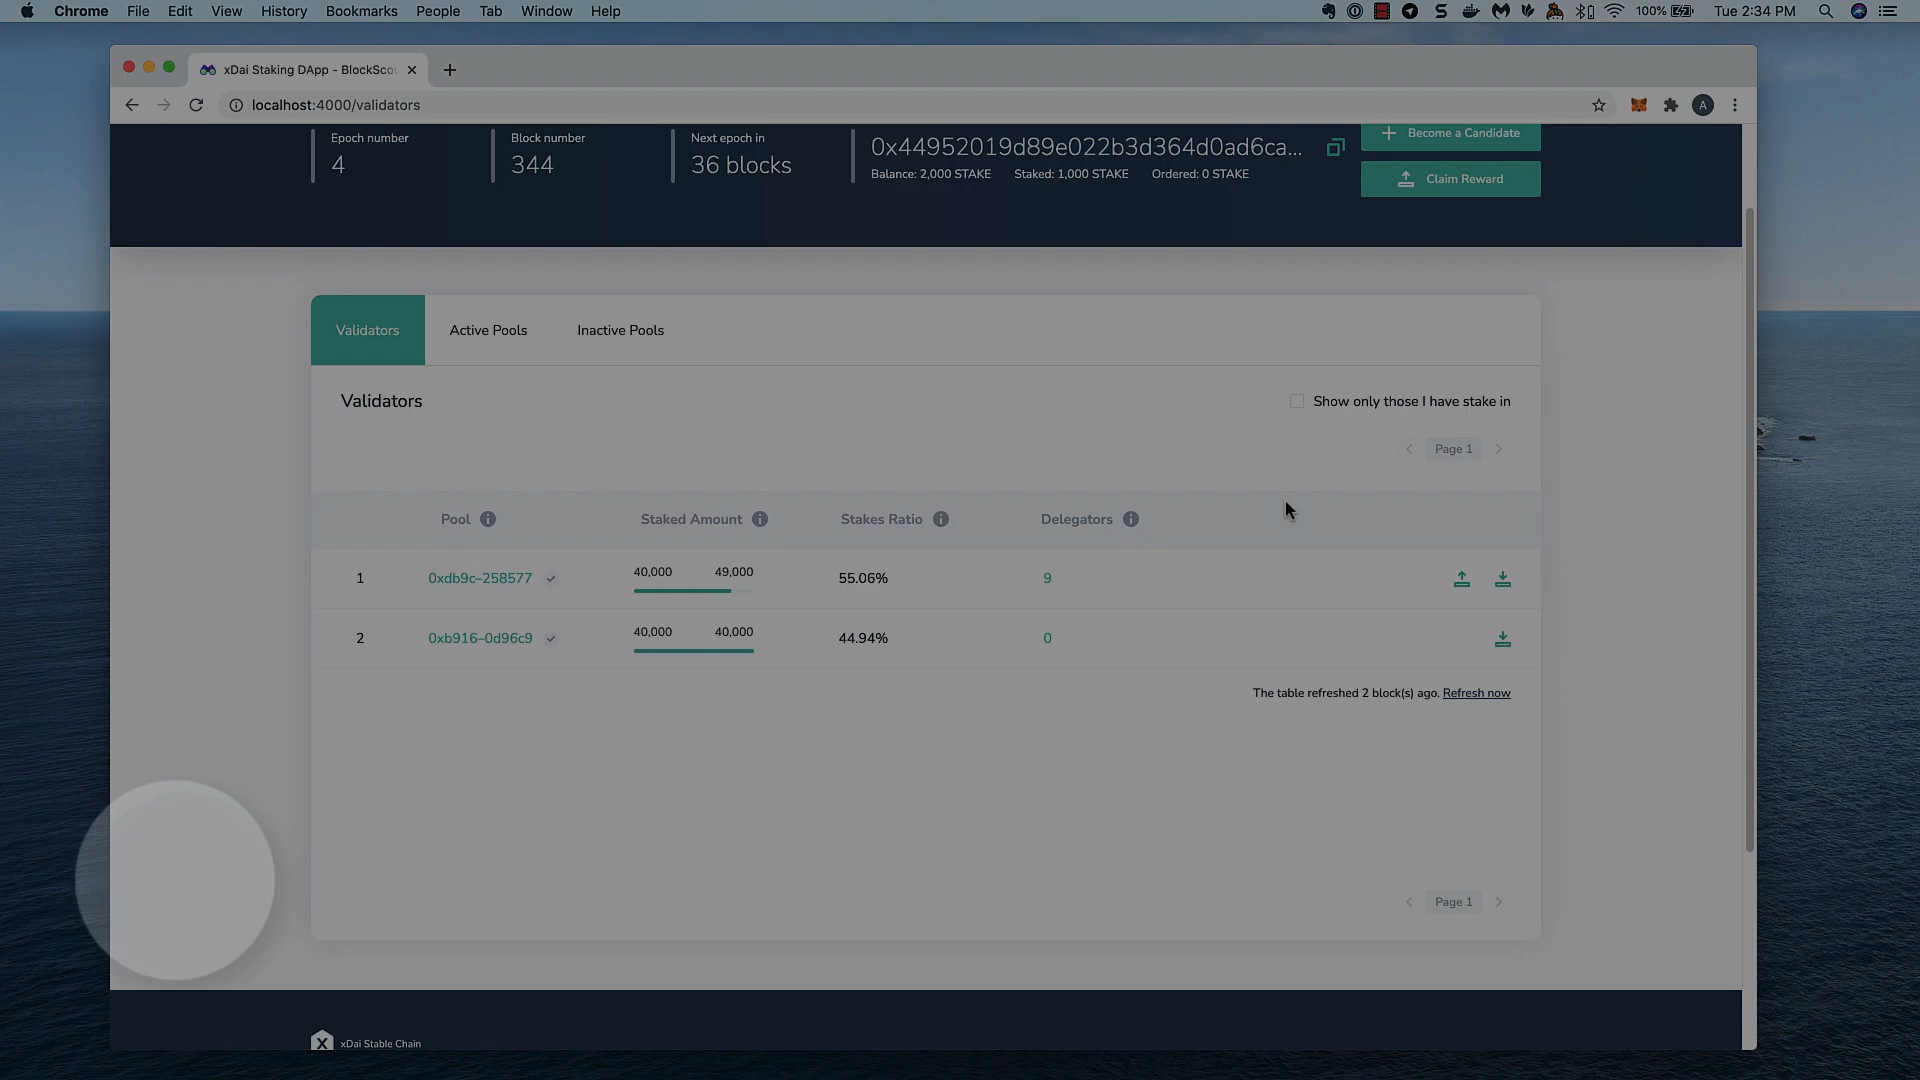 Chrome File Edit View History Bookmarks People Tab Window Help 100% Tue 2:34 PM
xDai Staking DApp - BlockSco
localhost:4000/validators
A
Epoch number
4
Block number
344
Next epoch in
36 blocks
0x44952019d89e022b3d364d0ad6ca...
Balance: 2,000 STAKE Staked: 1,000 STAKE Ordered: 0 STAKE
Become a Candidate
Claim Reward
Validators Active Pools Inactive Pools
Validators
Show only those I have stake in
Page 1
Pool Staked Amount Stakes Ratio Delegators
1 0xdb9c–258577 40,000 49,000 55.06% 9
2 0xb916–0d96c9 40,000 40,000 44.94% 0
The table refreshed 2 block(s) ago. Refresh now
Page 1
xDai Stable Chain